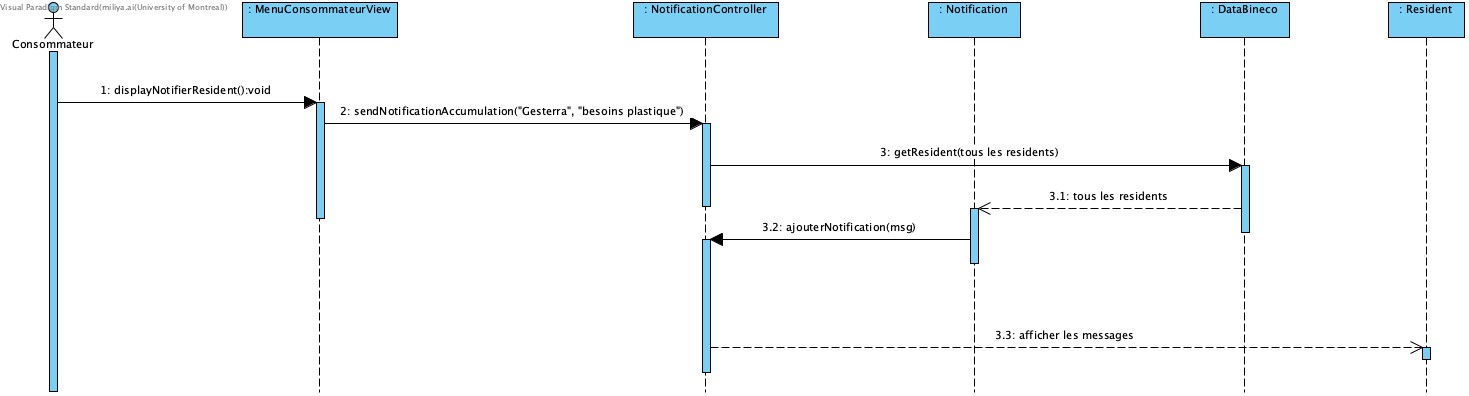 Visual Paradigm Standard(miliya.ai(University of Montreal))
Consommateur
: MenuConsommateurView
: NotificationController
: Notification
: DataBineco
: Resident
1: displayNotifierResident():void
2: sendNotificationAccumulation("Gesterra", "besoins plastique")
3: getResident(tous les residents)
3.1: tous les residents
3.2: ajouterNotification(msg)
3.3: afficher les messages